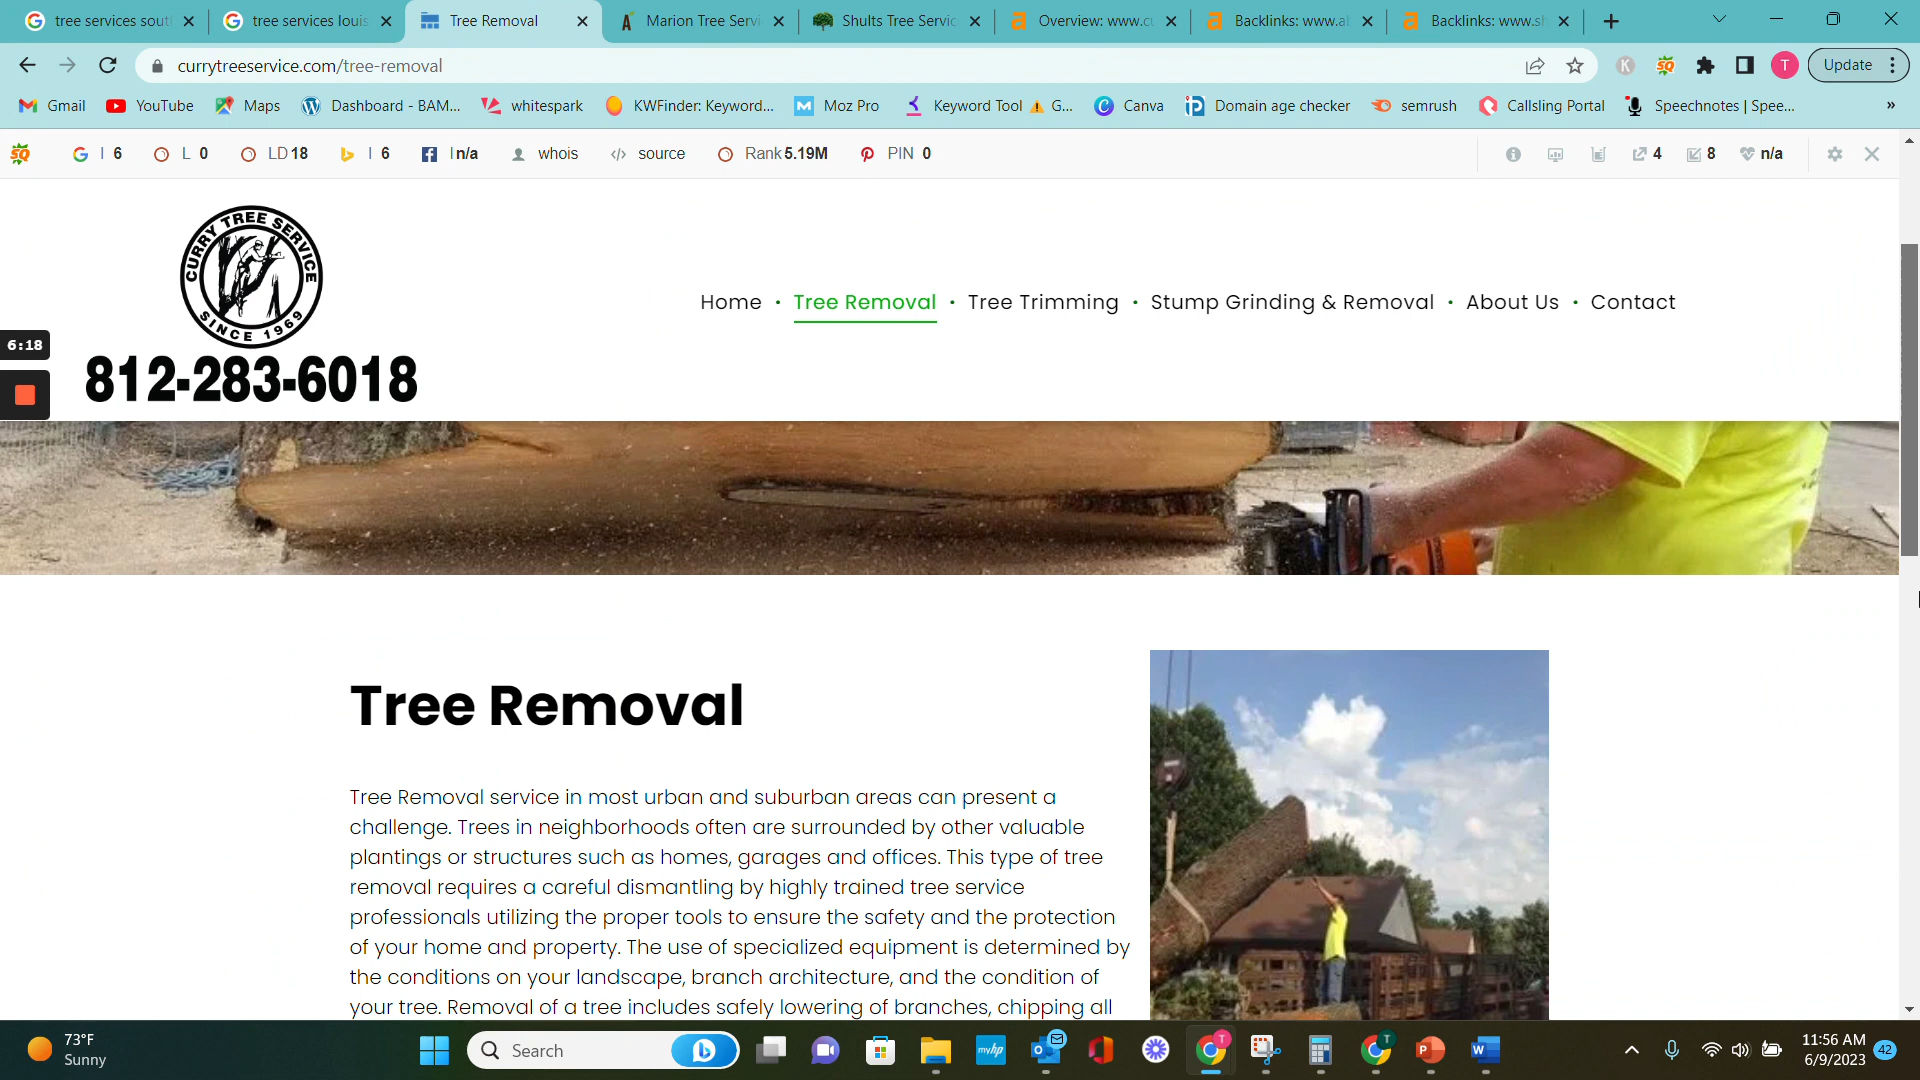 tree services sout
tree services louis
Tree Removal
Marion Tree Servi
Shults Tree Servic
Overview: www.cu
Backlinks: www.al
Backlinks: www.sh
currytreeservice.com/tree-removal
K
SQ
T
Update
Gmail
YouTube
Maps
Dashboard - BAM...
whitespark
KWFinder: Keyword...
Moz Pro
Keyword Tool ⚠ G...
Canva
Domain age checker
semrush
Callsling Portal
Speechnotes | Spee...
»
SQ
I 6
L 0
LD 18
I 6
I n/a
whois
source
Rank 5.19M
PIN 0
4
8
n/a
CURRY TREE SERVICE
SINCE 1969
812-283-6018
Home • Tree Removal • Tree Trimming • Stump Grinding & Removal • About Us • Contact
6:18
Tree Removal
Tree Removal service in most urban and suburban areas can present a
challenge. Trees in neighborhoods often are surrounded by other valuable
plantings or structures such as homes, garages and offices. This type of tree
removal requires a careful dismantling by highly trained tree service
professionals utilizing the proper tools to ensure the safety and the protection
of your home and property. The use of specialized equipment is determined by
the conditions on your landscape, branch architecture, and the condition of
your tree. Removal of a tree includes safely lowering of branches, chipping all
73°F
Sunny
Search
myhp
T
T
11:56 AM
6/9/2023
42